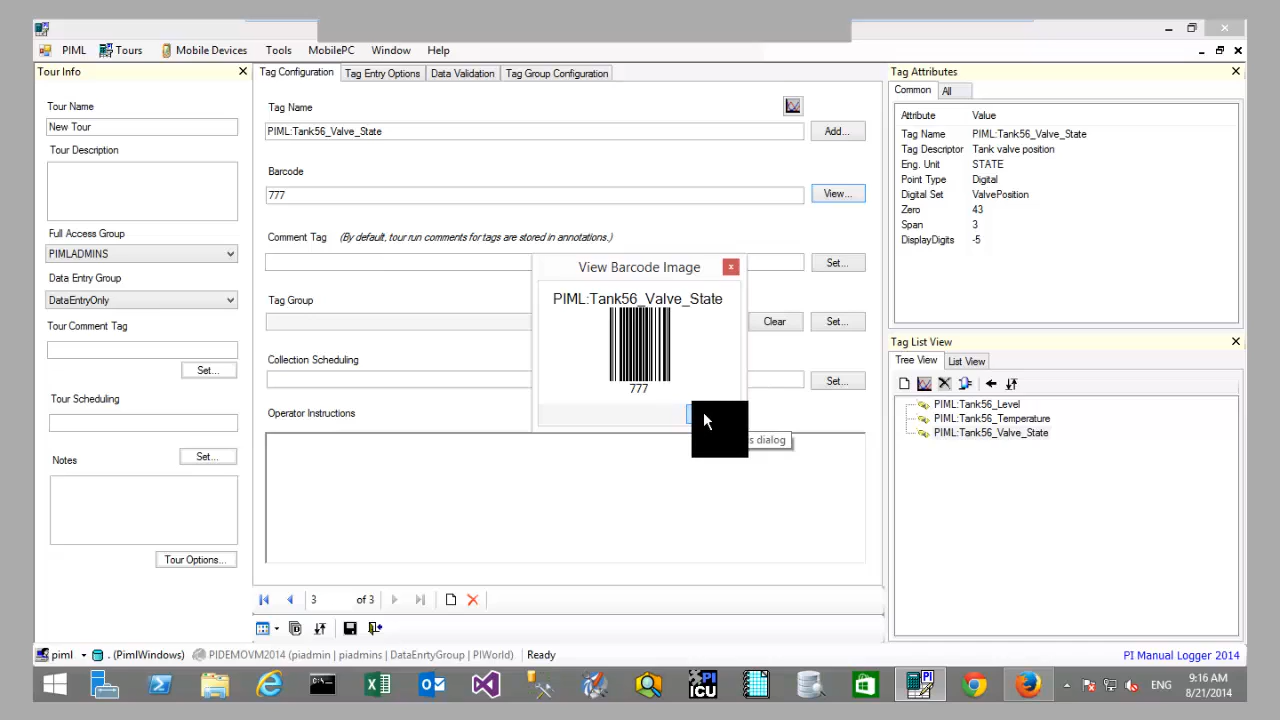 PIML Tours Mobile Devices Tools MobilePC Window Help
Tour Info
Tour Name
New Tour
Tour Description
Full Access Group
PIMLADMINS
Data Entry Group
DataEntryOnly
Tour Comment Tag
Set...
Tour Scheduling
Notes
Set...
Tour Options...
Tag Configuration Tag Entry Options Data Validation Tag Group Configuration
Tag Name
PIML:Tank56_Valve_State
Add...
Barcode
777
View...
Comment Tag (By default, tour run comments for tags are stored in annotations.)
Set...
Tag Group
Clear Set...
Collection Scheduling
Set...
Operator Instructions
View Barcode Image
x
PIML:Tank56_Valve_State
777
s dialog
3 of 3
Tag Attributes
Common All
Attribute Value
Tag Name PIML:Tank56_Valve_State
Tag Descriptor Tank valve position
Eng. Unit STATE
Point Type Digital
Digital Set ValvePosition
Zero 43
Span 3
DisplayDigits -5
Tag List View
Tree View List View
PIML:Tank56_Level
PIML:Tank56_Temperature
PIML:Tank56_Valve_State
piml . (PimlWindows) PIDEMOVM2014 (piadmin | piadmins | DataEnrtyGroup | PIWorld) Ready
PI Manual Logger 2014
PI
ICU
PI
ENG
9:16 AM
8/21/2014